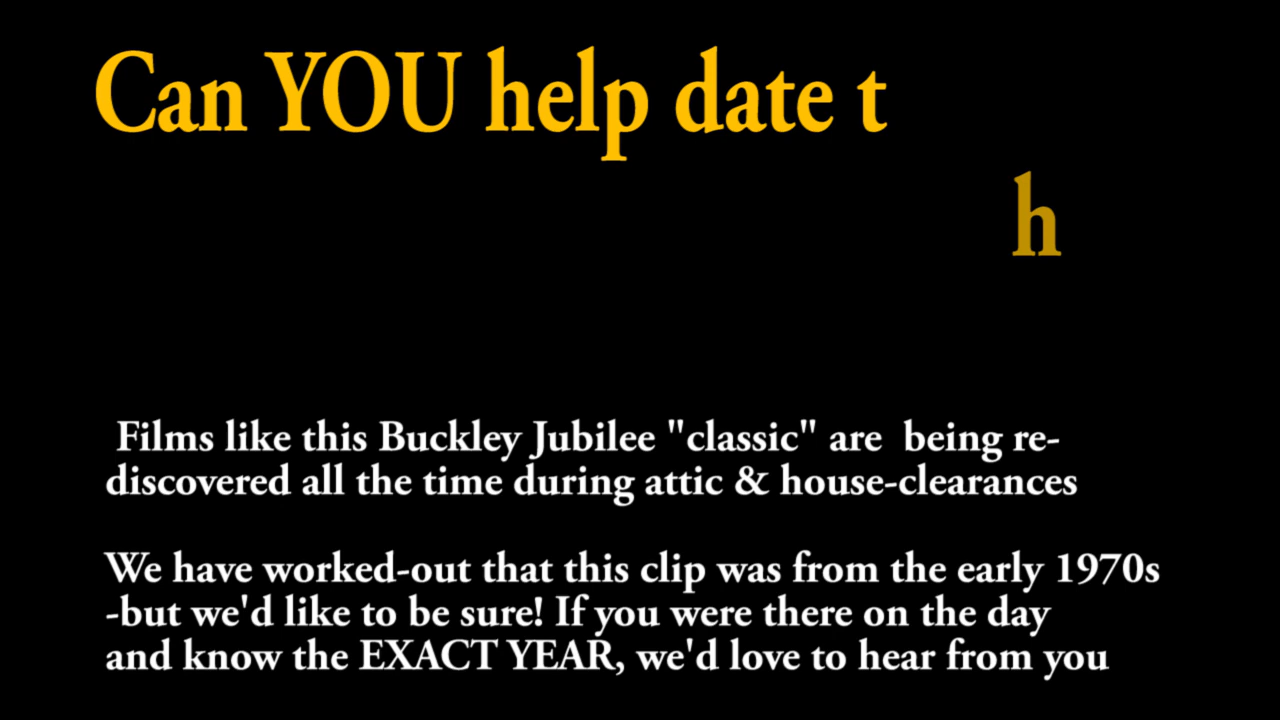 Can YOU help date t
h
Films like this Buckley Jubilee "classic" are  being re-
discovered all the time during attic & house-clearances
We have worked-out that this clip was from the early 1970s
-but we'd like to be sure! If you were there on the day
and know the EXACT YEAR, we'd love to hear from you